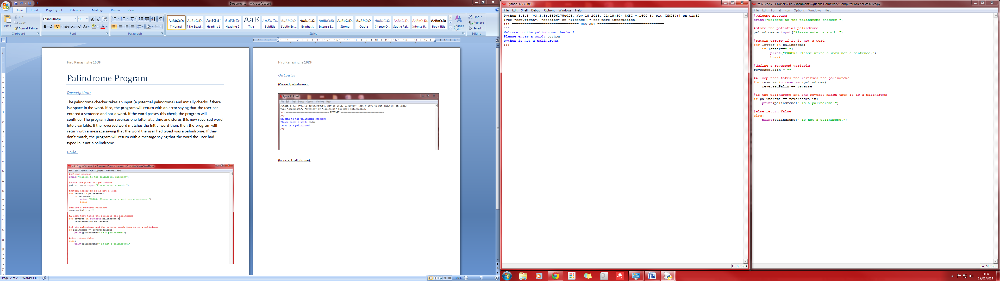 Document1 - Microsoft Word
Home Insert Page Layout References Mailings Review View
Paste
Cut
Copy
Format Painter
Clipboard
Calibri (Body) 10
Font
Paragraph
AaBbCcDc AaBbCcDc AaBbC AaBbCc AaB AaBbCc. AaBbCcDc AaBbCcDc AaBbCcDc AaBbCcDc AaBbCcDc AaBbCcDc AaBbCcDc AaBbCcDc AaBbCcDc
¶ Normal ¶ No Spaci... Heading 1 Heading 2 Title Subtitle Subtle Em... Emphasis Intense E... Strong Quote Intense Q... Subtle Ref... Intense R... Book Title
Change Styles
Styles
Find
Replace
Select
Editing
Hiru Ranasinghe 10DF
Palindrome Program
Description:
The palindrome checker takes an input (a potential palindrome) and initially checks if there
is a space in the word. If so, the program will return with an error saying that the user has
entered a sentence and not a word. If the word passes this check, the program will
continue. The program then reverses one letter at a time and stores this new reversed word
into a variable. If the reversed word matches the initial word then, then the program will
return with a message saying that the word the user had typed was a palindrome. If they
don't match, the program will return with a message saying that the word the user had
typed in is not a palindrome.
Code:
task12c.py - C:\Users\Hiru\Documents\Queens Homework\Computer Science\task12c.py
File Edit Format Run Options Windows Help
#welcome message
print("Welcome to the palindrome checker!")
#store the potential palindrome
palindrome = input("Please enter a word: ")
#return errors if it is not a word
for letter in palindrome:
    if letter==" ":
        print("ERROR: Please write a word not a sentence.")
        break
#define a reversed variable
reversedPalin = ""
#A loop that takes the reverses the palindrome
for reverse in reversed(palindrome):
    reversedPalin += reverse
#if the palindrome and the reverse match then it is a palindrome
if palindrome == reversedPalin:
    print(palindrome+" is a palindrome!")
#else return false
else:
    print(palindrome+" is not a palindrome.")
Hiru Ranasinghe 10DF
Outputs:
(Correct palindrome):
Python 3.3.3 Shell
File Edit Shell Debug Options Windows Help
Python 3.3.3 (v3.3.3:c3896275c0f6, Nov 18 2013, 21:19:30) [MSC v.1600 64 bit (AMD64)] on win32
Type "copyright", "credits" or "license()" for more information.
>>> ================================ RESTART ================================
>>>
Welcome to the palindrome checker!
Please enter a word: radar
radar is a palindrome!
>>>
(Incorrect palindrome):
Page: 2 of 2 Words: 130
100%
Python 3.3.3 Shell
File Edit Shell Debug Options Windows Help
Python 3.3.3 (v3.3.3:c3896275c0f6, Nov 18 2013, 21:19:30) [MSC v.1600 64 bit (AMD64)] on win32
Type "copyright", "credits" or "license()" for more information.
>>> ================================ RESTART ================================
>>>
Welcome to the palindrome checker!
Please enter a word: python
python is not a palindrome.
>>>
Ln: 8 Col: 4
task12c.py - C:\Users\Hiru\Documents\Queens Homework\Computer Science\task12c.py
File Edit Format Run Options Windows Help
#welcome message
print("Welcome to the palindrome checker!")
#store the potential palindrome
palindrome = input("Please enter a word: ")
#return errors if it is not a word
for letter in palindrome:
    if letter==" ":
        print("ERROR: Please write a word not a sentence.")
        break
#define a reversed variable
reversedPalin = ""
#A loop that takes the reverses the palindrome
for reverse in reversed(palindrome):
    reversedPalin += reverse
#if the palindrome and the reverse match then it is a palindrome
if palindrome == reversedPalin:
    print(palindrome+" is a palindrome!")
#else return false
else:
    print(palindrome+" is not a palindrome.")
Ln: 29 Col: 0
11:37
19/01/2014